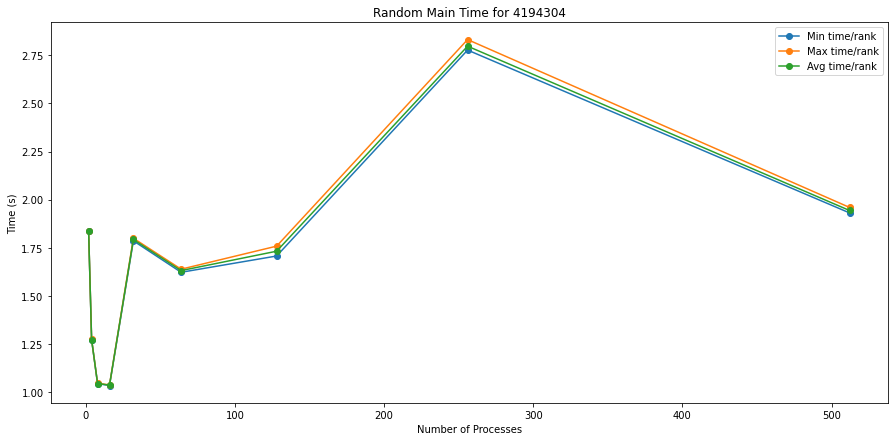 Random Main Time for 4194304
Min time/rank
Max time/rank
Avg time/rank
Time (s)
2.75
2.50
2.25
2.00
1.75
1.50
1.25
1.00
0 100 200 300 400 500
Number of Processes